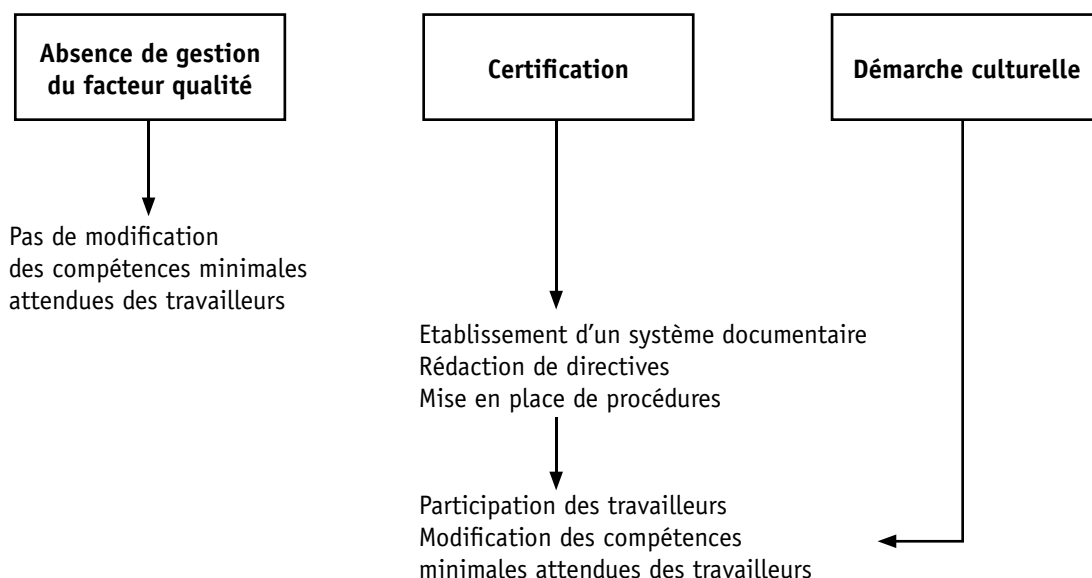 Absence de gestion
du facteur qualité
Certification
Démarche culturelle
Pas de modification
des compétences minimales
attendues des travailleurs
Etablissement d’un système documentaire
Rédaction de directives
Mise en place de procédures
Participation des travailleurs
Modification des compétences
minimales attendues des travailleurs